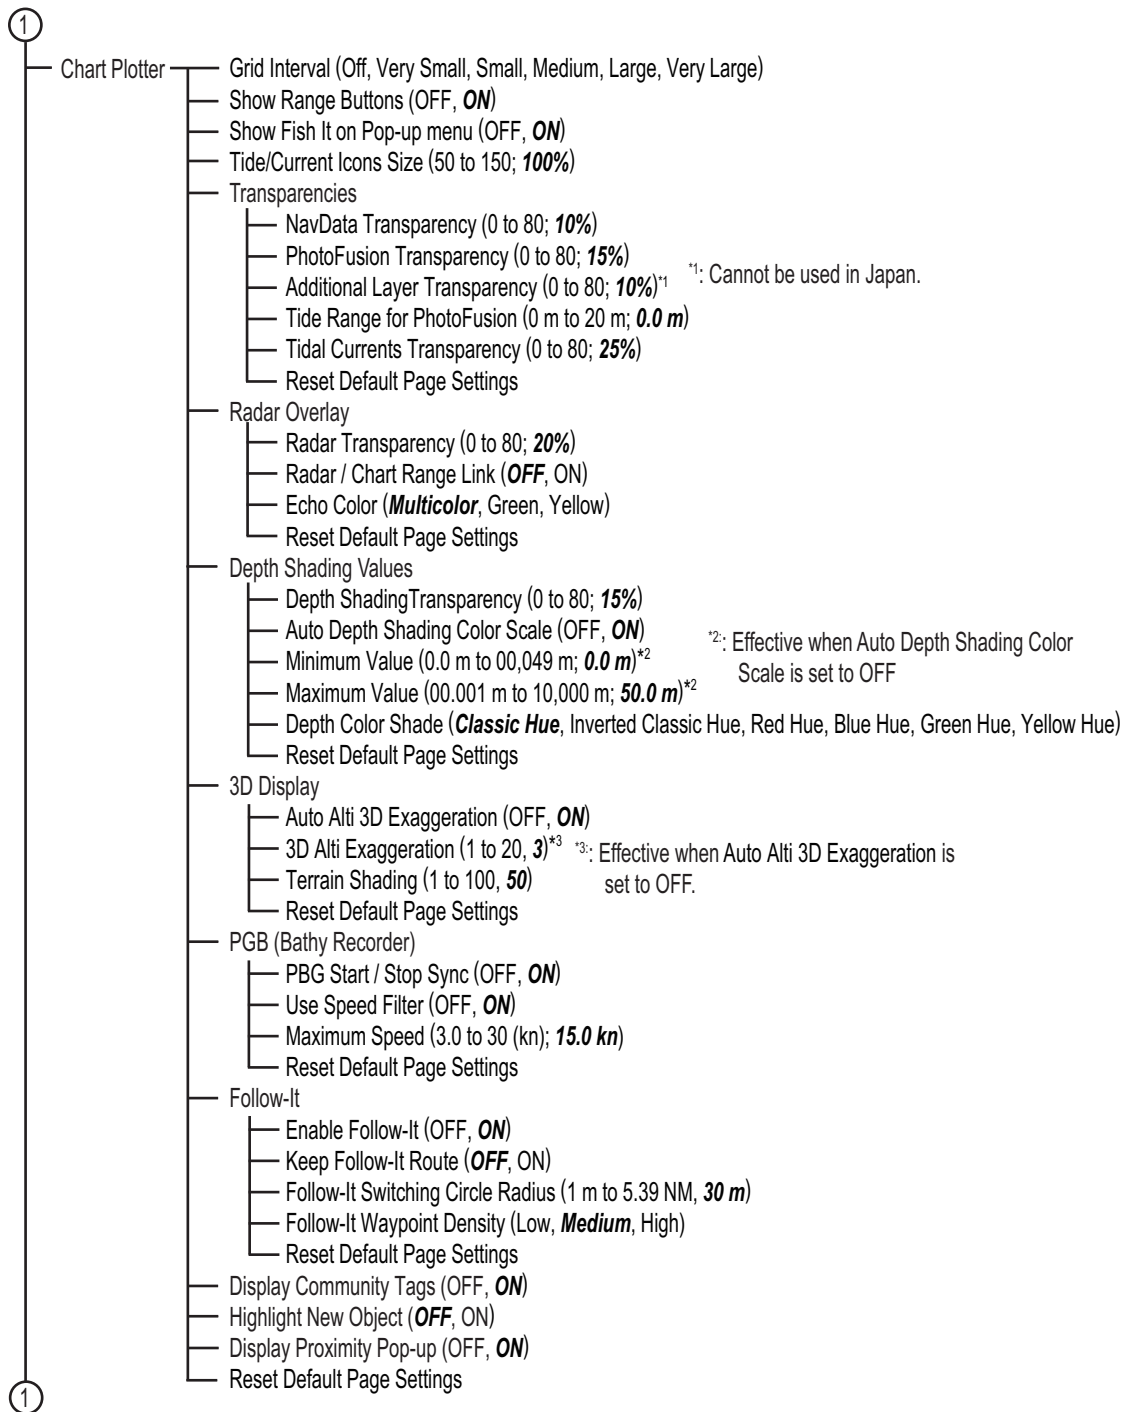 1
Chart Plotter
Grid Interval (Off, Very Small, Small, Medium, Large, Very Large)
Show Range Buttons (OFF, ON)
Show Fish It on Pop-up menu (OFF, ON)
Tide/Current Icons Size (50 to 150; 100%)
Transparencies
NavData Transparency (0 to 80; 10%)
PhotoFusion Transparency (0 to 80; 15%)
Additional Layer Transparency (0 to 80; 10%)*1
*1: Cannot be used in Japan.
Tide Range for PhotoFusion (0 m to 20 m; 0.0 m)
Tidal Currents Transparency (0 to 80; 25%)
Reset Default Page Settings
Radar Overlay
Radar Transparency (0 to 80; 20%)
Radar / Chart Range Link (OFF, ON)
Echo Color (Multicolor, Green, Yellow)
Reset Default Page Settings
Depth Shading Values
Depth ShadingTransparency (0 to 80; 15%)
Auto Depth Shading Color Scale (OFF, ON)
Minimum Value (0.0 m to 00,049 m; 0.0 m)*2
*2:: Effective when Auto Depth Shading Color
Scale is set to OFF
Maximum Value (00.001 m to 10,000 m; 50.0 m)*2
Depth Color Shade (Classic Hue, Inverted Classic Hue, Red Hue, Blue Hue, Green Hue, Yellow Hue)
Reset Default Page Settings
3D Display
Auto Alti 3D Exaggeration (OFF, ON)
3D Alti Exaggeration (1 to 20, 3)*3
*3:: Effective when Auto Alti 3D Exaggeration is
set to OFF.
Terrain Shading (1 to 100, 50)
Reset Default Page Settings
PGB (Bathy Recorder)
PBG Start / Stop Sync (OFF, ON)
Use Speed Filter (OFF, ON)
Maximum Speed (3.0 to 30 (kn); 15.0 kn)
Reset Default Page Settings
Follow-It
Enable Follow-It (OFF, ON)
Keep Follow-It Route (OFF, ON)
Follow-It Switching Circle Radius (1 m to 5.39 NM, 30 m)
Follow-It Waypoint Density (Low, Medium, High)
Reset Default Page Settings
Display Community Tags (OFF, ON)
Highlight New Object (OFF, ON)
Display Proximity Pop-up (OFF, ON)
Reset Default Page Settings
1